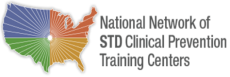 National Network of
STD Clinical Prevention
Training Centers